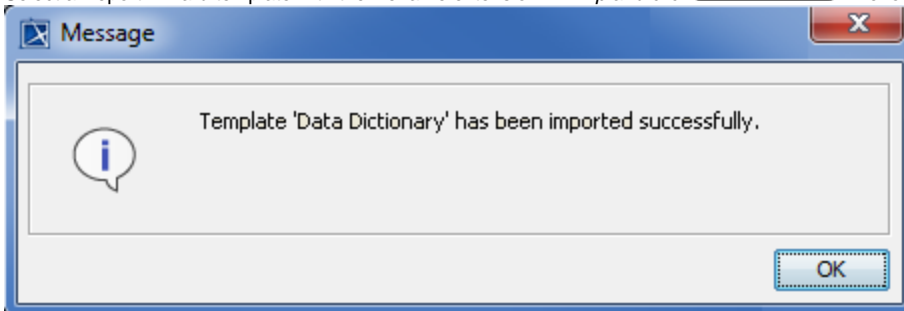 Message
Template 'Data Dictionary' has been imported successfully.
OK